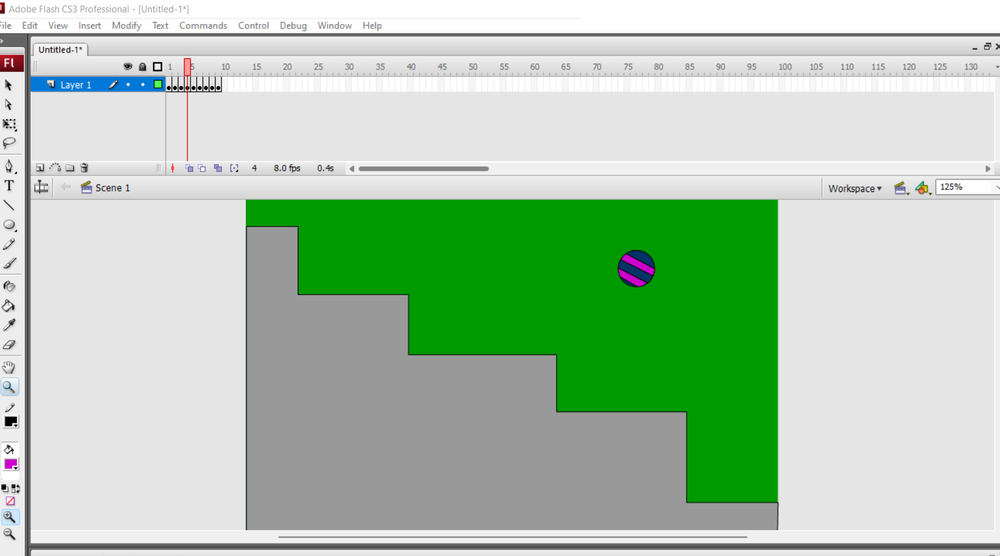 Adobe Flash CS3 Professional - [Untitled-1*]
File Edit View Insert Modify Text Commands Control Debug Window Help
Untitled-1*
Fl
1 5 10 15 20 25 30 35 40 45 50 55 60 65 70 75 80 85 90 95 100 105 110 115 120 125 130
Layer 1
4 8.0 fps 0.4s
Scene 1
Workspace 125%